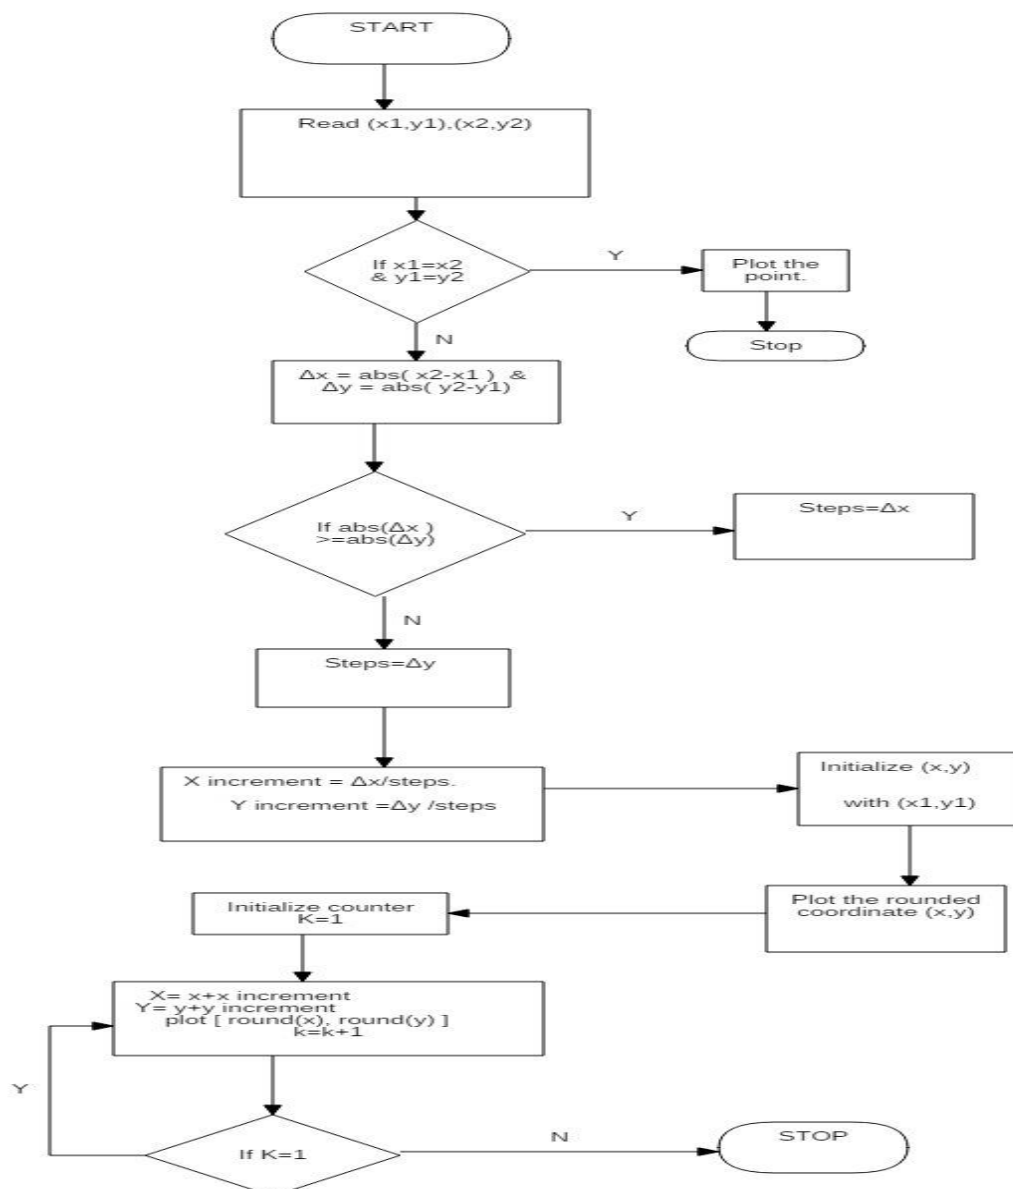 START
Read (x1,y1),(x2,y2)
If x1=x2
& y1=y2
Y
Plot the
point.
Stop
N
Δx = abs( x2-x1 )  &
Δy = abs( y2-y1)
If abs(Δx )
>=abs(Δy)
Y
Steps=Δx
N
Steps=Δy
X increment = Δx/steps.
Y increment =Δy /steps
Initialize (x,y)
with (x1,y1)
Plot the rounded
coordinate (x,y)
Initialize counter
K=1
X= x+x increment
Y= y+y increment
plot [ round(x), round(y) ]
k=k+1
Y
If K=1
N
STOP